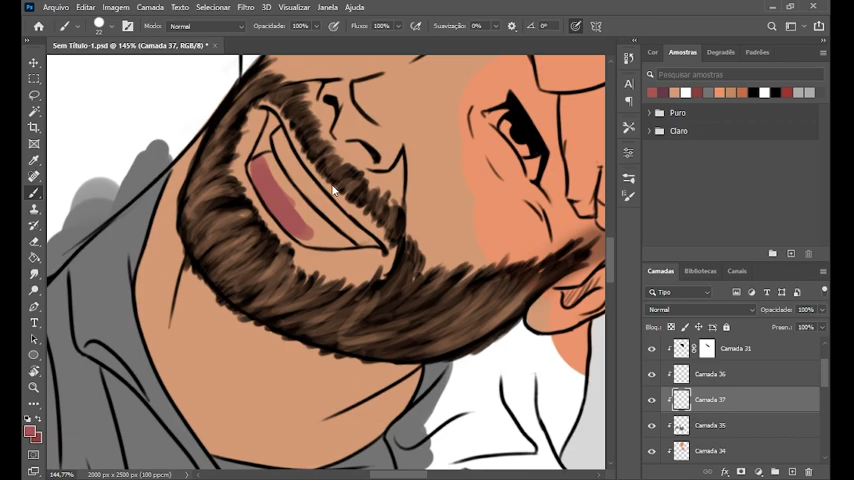 Ps Arquivo Editar Imagem Camada Texto Selecionar Filtro 3D Visualizar Janela Ajuda
22 Modo: Normal Opacidade: 100% Fluxo: 100% Suavização: 0% 0°
Sem Título-1.psd @ 145% (Camada 37, RGB/8) * ×
Cor Amostras Degradês Padrões
Pesquisar amostras
Puro
Claro
Camadas Bibliotecas Canais
Tipo
Normal Opacidade: 100%
Bloq.: Preen.: 100%
Camada 31
Camada 36
Camada 37
Camada 35
Camada 34
144,77% 2000 px x 2500 px (100 ppcm)